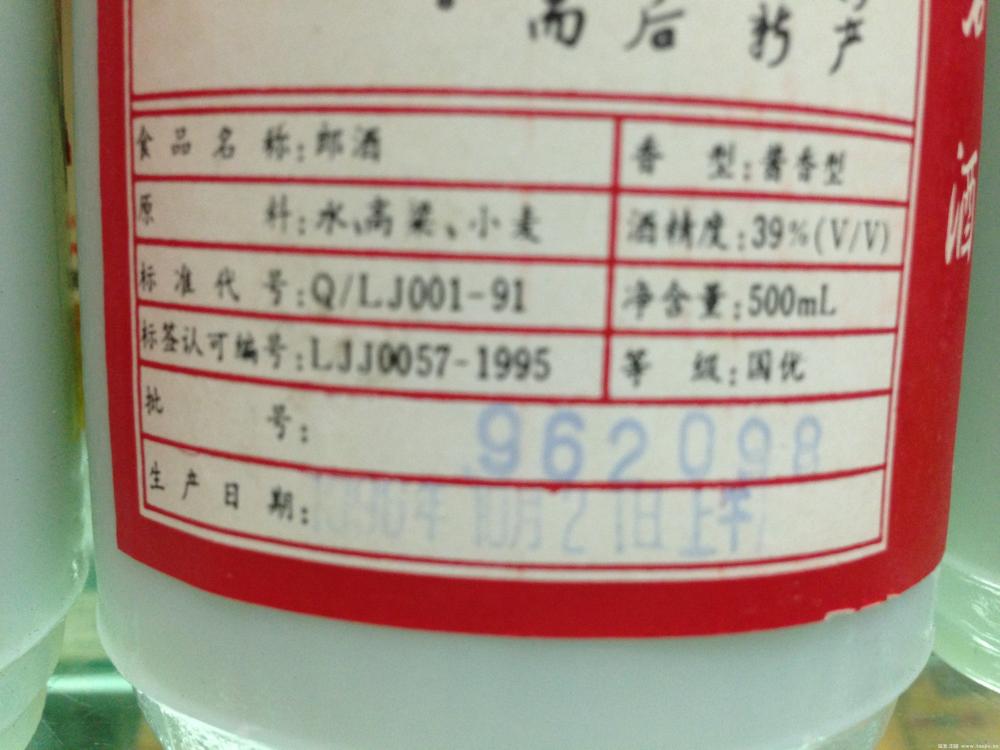 而后 新产
酒
食品名称:郎酒
香型:酱香型
原料:水、高粱、小麦
酒精度:39%(V/V)
标准代号:Q/LJ001-91
净含量:500mL
标签认可编号:LJJ0057-1995
等级:国优
批号:962098
生产日期:1996年10月21日上午